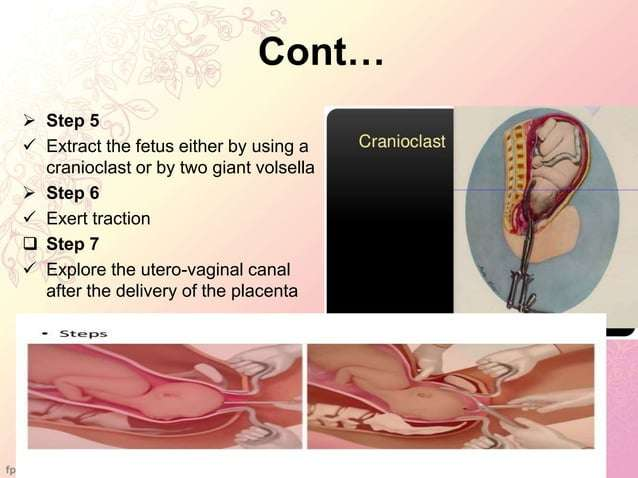 Cont…
➢ Step 5
✓ Extract the fetus either by using a
cranioclast or by two giant volsella
➢ Step 6
✓ Exert traction
❑ Step 7
✓ Explore the utero-vaginal canal
after the delivery of the placenta
Cranioclast
• Steps
fp